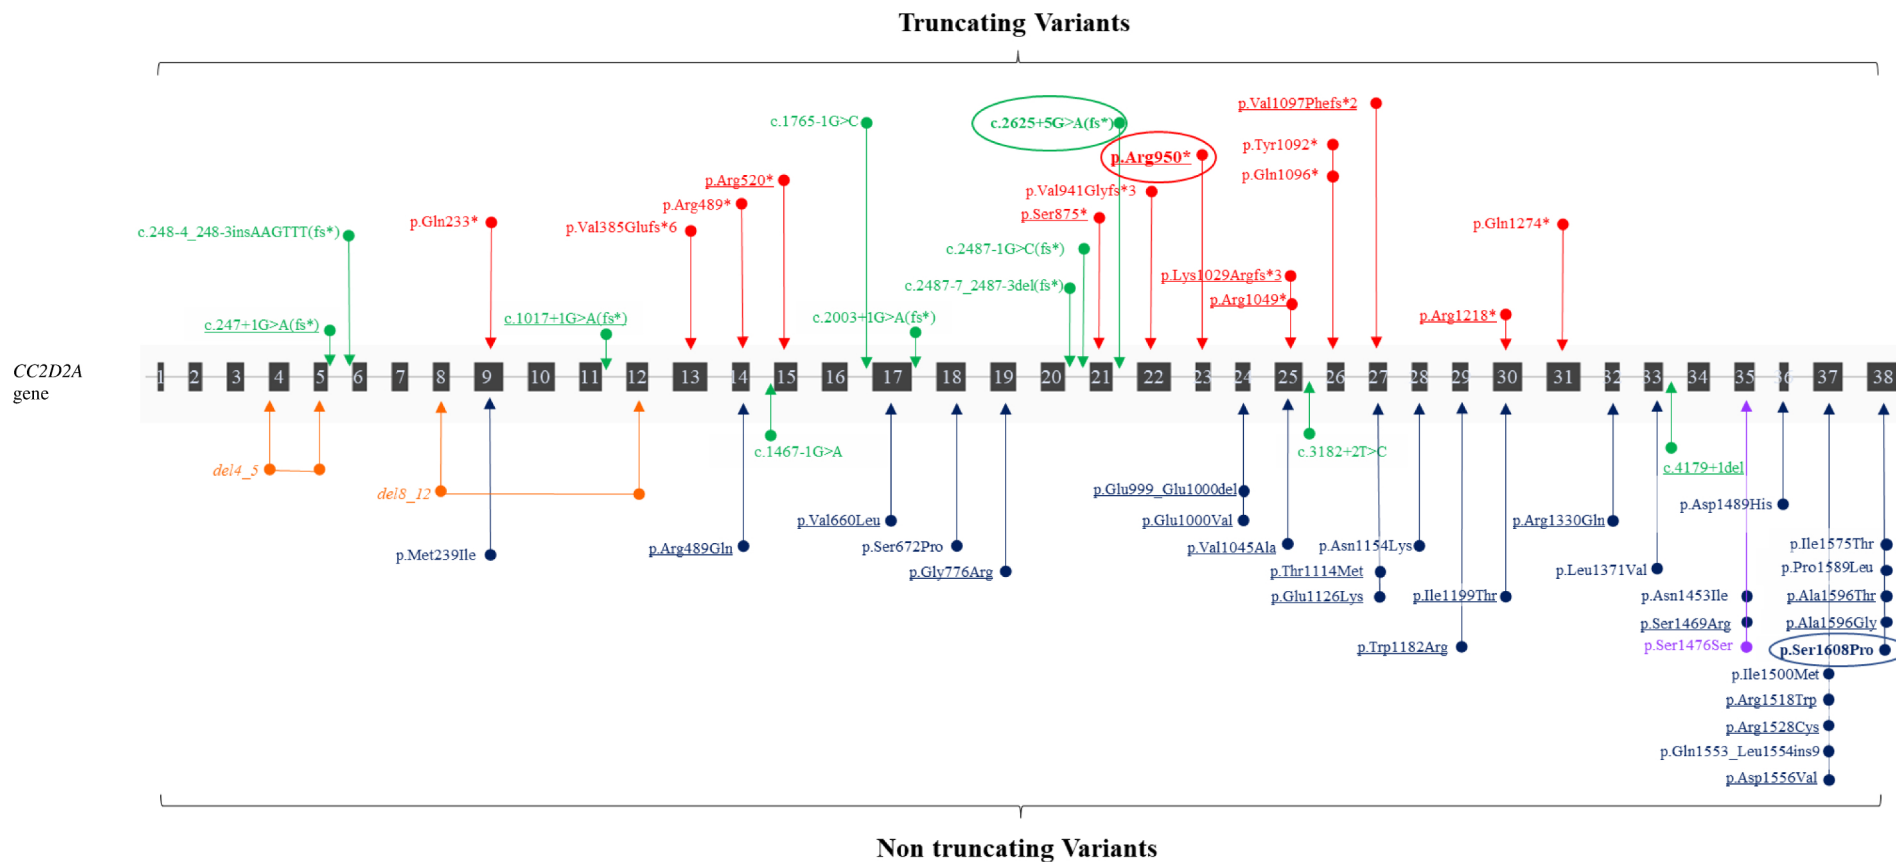 Truncating Variants
p.Val1097Phefs*2
c.1765-1G>C
c.2625+5G>A(fs*)
p.Tyr1092*
p.Arg950*
p.Gln1096*
p.Arg520*
p.Val941Glyfs*3
p.Arg489*
p.Ser875*
p.Gln233*
p.Val385Glufs*6
p.Gln1274*
c.248-4_248-3insAAGTTT(fs*)
c.2487-1G>C(fs*)
p.Lys1029Argfs*3
c.2487-7_2487-3del(fs*)
p.Arg1049*
c.247+1G>A(fs*)
c.1017+1G>A(fs*)
c.2003+1G>A(fs*)
p.Arg1218*
CC2D2A
gene
1 2 3 4 5 6 7 8 9 10 11 12 13 14 15 16 17 18 19 20 21 22 23 24 25 26 27 28 29 30 31 32 33 34 35 36 37 38
c.1467-1G>A
c.3182+2T>C
del4_5
c.4179+1del
del8_12
p.Glu999_Glu1000del
p.Asp1489His
p.Val660Leu
p.Glu1000Val
p.Arg1330Gln
p.Met239Ile
p.Arg489Gln
p.Ser672Pro
p.Val1045Ala
p.Asn1154Lys
p.Ile1575Thr
p.Gly776Arg
p.Thr1114Met
p.Leu1371Val
p.Pro1589Leu
p.Glu1126Lys
p.Ile1199Thr
p.Asn1453Ile
p.Ala1596Thr
p.Ser1469Arg
p.Ala1596Gly
p.Trp1182Arg
p.Ser1476Ser
p.Ser1608Pro
p.Ile1500Met
p.Arg1518Trp
p.Arg1528Cys
p.Gln1553_Leu1554ins9
p.Asp1556Val
Non truncating Variants